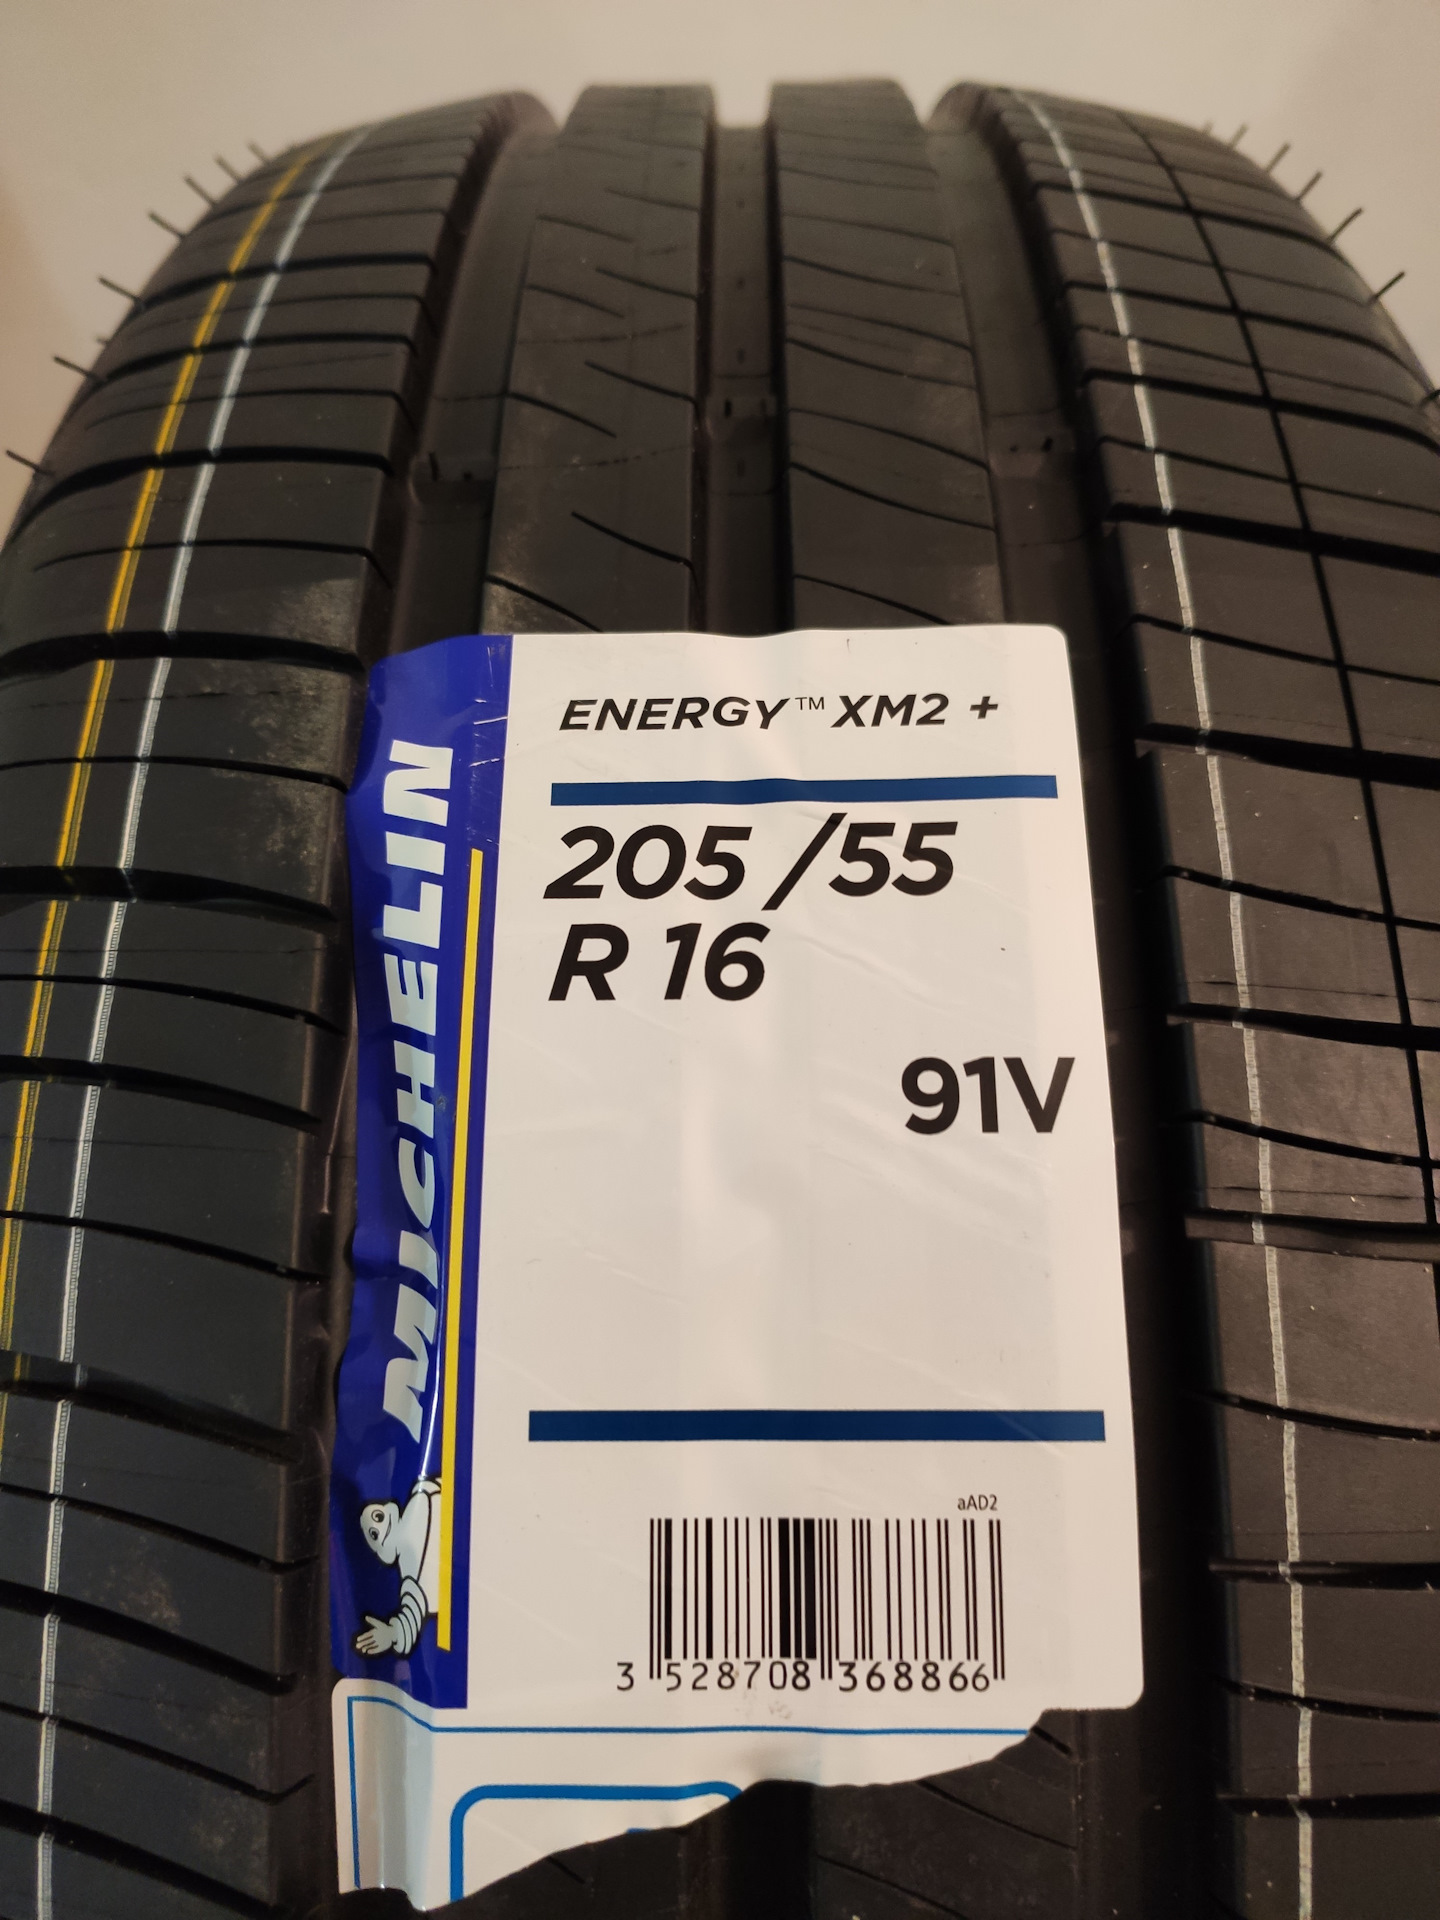 MICHELIN
ENERGY™ XM2 +
205/55
R 16
91V
aAD2
3 528708 368866